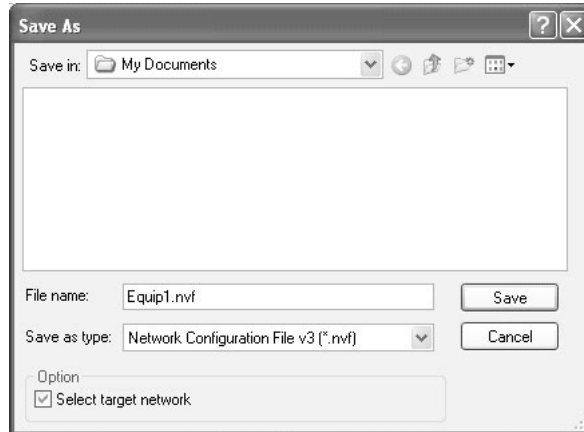 Save As
Save in: My Documents
File name: Equip1.nvf
Save
Save as type: Network Configuration File v3 (*.nvf)
Cancel
Option
Select target network